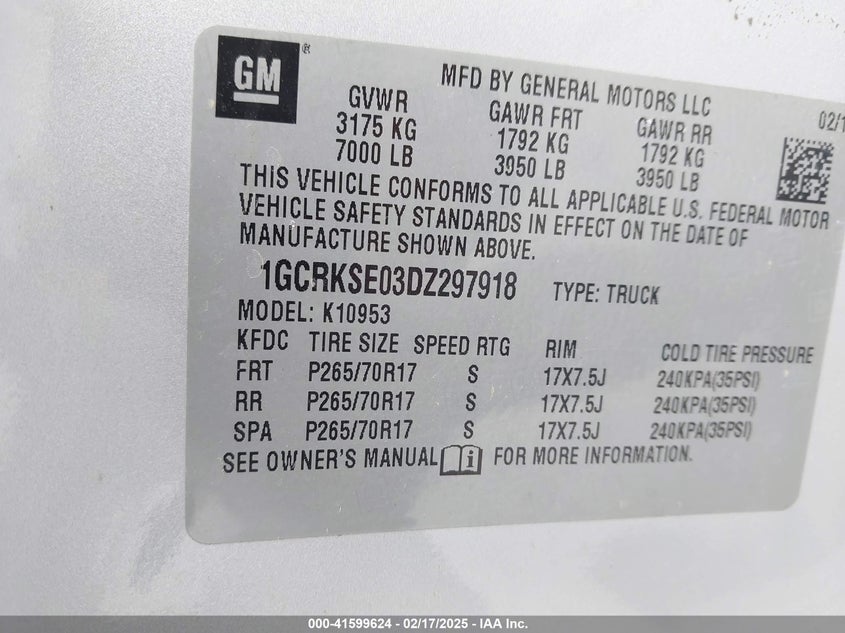 GM ®
MFD BY GENERAL MOTORS LLC
GVWR GAWR FRT GAWR RR
3175 KG 1792 KG 1792 KG
7000 LB 3950 LB 3950 LB
THIS VEHICLE CONFORMS TO ALL APPLICABLE U.S. FEDERAL MOTOR
VEHICLE SAFETY STANDARDS IN EFFECT ON THE DATE OF
MANUFACTURE SHOWN ABOVE.
1GCRKSE03DZ297918 TYPE: TRUCK
MODEL: K10953
KFDC TIRE SIZE SPEED RTG RIM COLD TIRE PRESSURE
FRT P265/70R17 S 17X7.5J 240KPA(35PSI)
RR P265/70R17 S 17X7.5J 240KPA(35PSI)
SPA P265/70R17 S 17X7.5J 240KPA(35PSI)
SEE OWNER'S MANUAL FOR MORE INFORMATION.
000-41599624 - 02/17/2025 - IAA Inc.